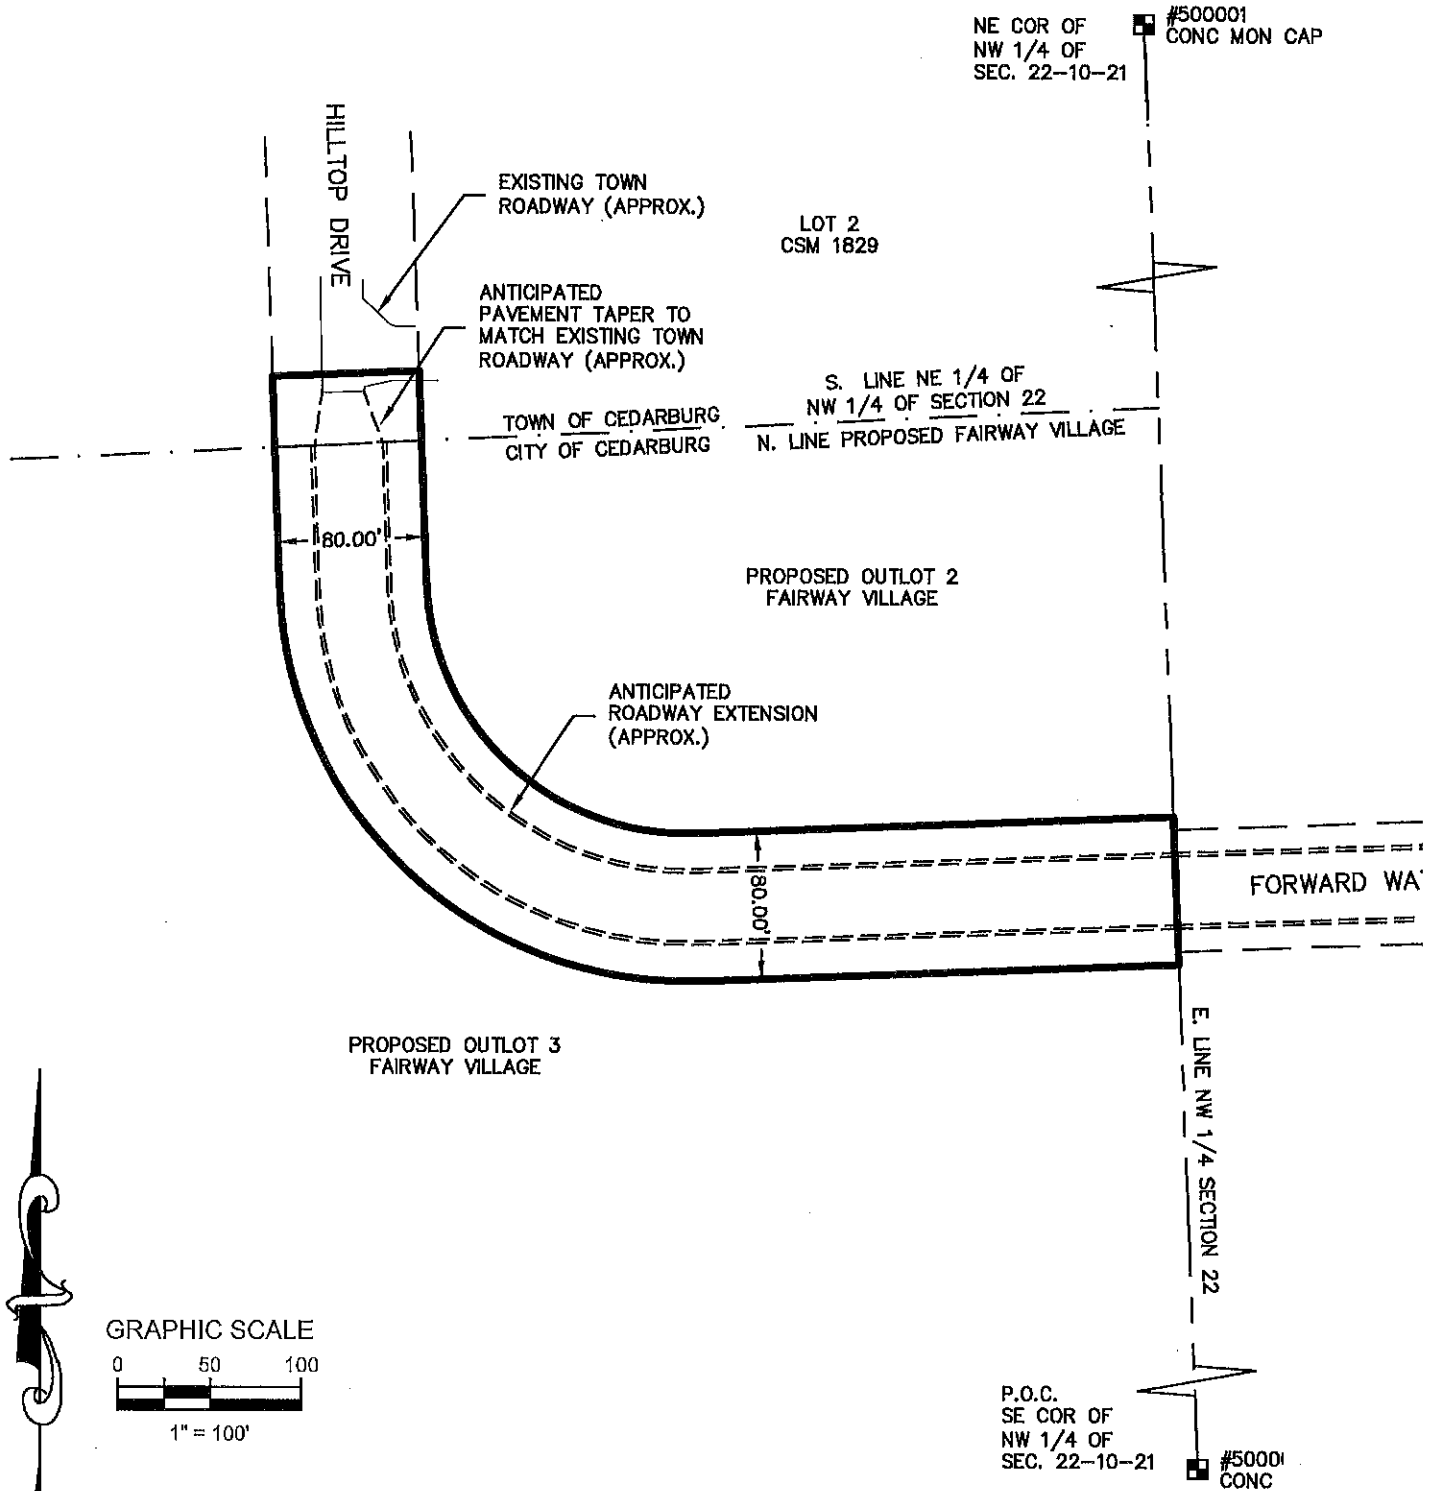 NE COR OF
NW 1/4 OF
SEC. 22-10-21
#500001
CONC MON CAP
HILLTOP DRIVE
EXISTING TOWN
ROADWAY (APPROX.)
LOT 2
CSM 1829
ANTICIPATED
PAVEMENT TAPER TO
MATCH EXISTING TOWN
ROADWAY (APPROX.)
S. LINE NE 1/4 OF
NW 1/4 OF SECTION 22
TOWN OF CEDARBURG
CITY OF CEDARBURG
N. LINE PROPOSED FAIRWAY VILLAGE
80.00'
PROPOSED OUTLOT 2
FAIRWAY VILLAGE
ANTICIPATED
ROADWAY EXTENSION
(APPROX.)
80.00'
FORWARD
PROPOSED OUTLOT 3
FAIRWAY VILLAGE
E. LINE NW 1/4 SECTION 22
GRAPHIC SCALE
0 50 100
1" = 100'
P.O.C.
SE COR OF
NW 1/4 OF
SEC. 22-10-21
CONC